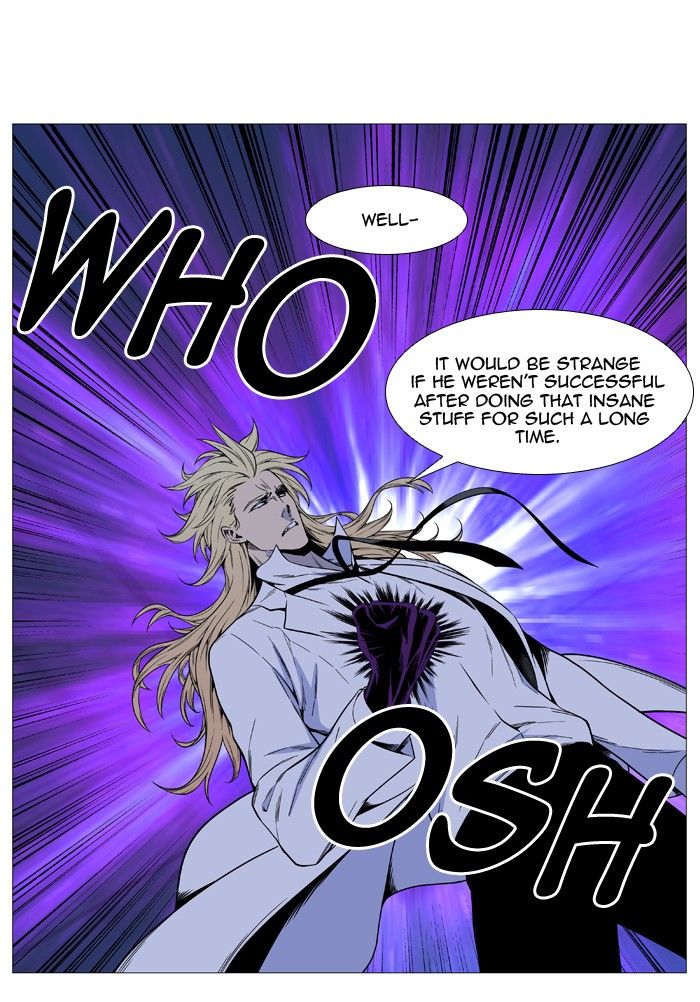 WELL-
WHO
IT WOULD BE STRANGE
IF HE WEREN'T SUCCESSFUL
AFTER DOING THAT INSANE
STUFF FOR SUCH A LONG
TIME.
OSH